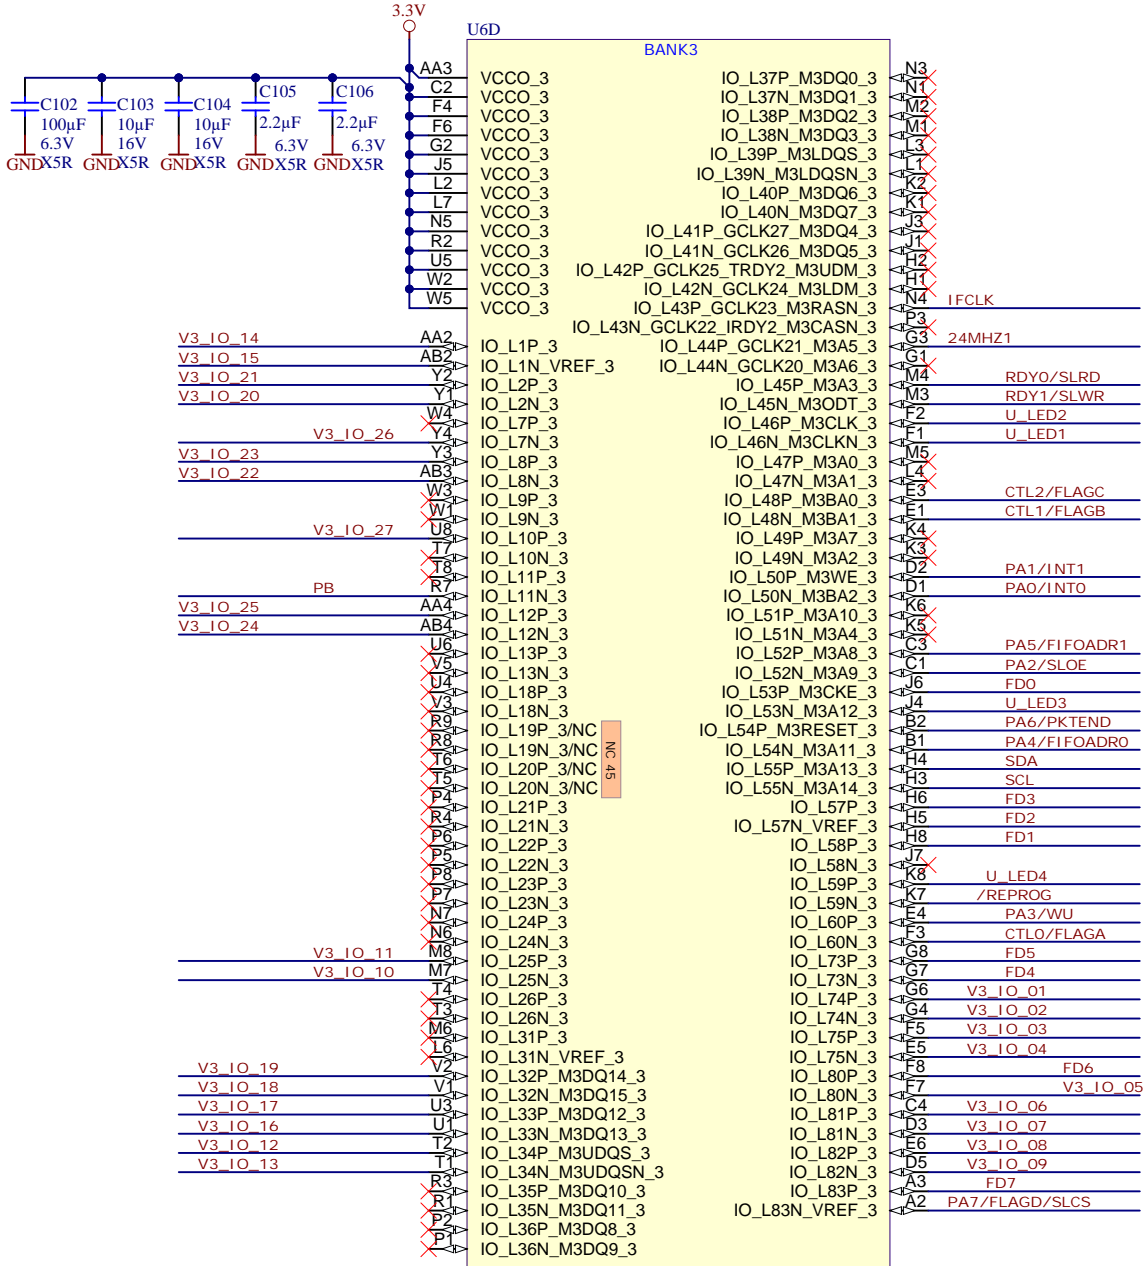 3.3V
U6D
BANK3
C102
100µF
6.3V
X5R
GND
C103
10µF
16V
X5R
GND
C104
10µF
16V
X5R
GND
C105
2.2µF
6.3V
X5R
GND
C106
2.2µF
6.3V
X5R
GND
AA3 VCCO_3
C2 VCCO_3
F4 VCCO_3
F6 VCCO_3
G2 VCCO_3
J5 VCCO_3
L2 VCCO_3
L7 VCCO_3
N5 VCCO_3
R2 VCCO_3
U5 VCCO_3
W2 VCCO_3
W5 VCCO_3
V3_IO_14 AA2 IO_L1P_3
V3_IO_15 AB2 IO_L1N_VREF_3
V3_IO_21 Y2 IO_L2P_3
V3_IO_20 Y1 IO_L2N_3
W4 IO_L7P_3
V3_IO_26 Y4 IO_L7N_3
V3_IO_23 Y3 IO_L8P_3
V3_IO_22 AB3 IO_L8N_3
W3 IO_L9P_3
W1 IO_L9N_3
V3_IO_27 U8 IO_L10P_3
T7 IO_L10N_3
T8 IO_L11P_3
PB R7 IO_L11N_3
V3_IO_25 AA4 IO_L12P_3
V3_IO_24 AB4 IO_L12N_3
U6 IO_L13P_3
V5 IO_L13N_3
U4 IO_L18P_3
V3 IO_L18N_3
R9 IO_L19P_3/NC
R8 IO_L19N_3/NC
T6 IO_L20P_3/NC
T5 IO_L20N_3/NC
NC 45
P4 IO_L21P_3
R4 IO_L21N_3
P6 IO_L22P_3
P5 IO_L22N_3
P8 IO_L23P_3
P7 IO_L23N_3
N7 IO_L24P_3
N6 IO_L24N_3
V3_IO_11 M8 IO_L25P_3
V3_IO_10 M7 IO_L25N_3
T4 IO_L26P_3
T3 IO_L26N_3
M6 IO_L31P_3
L6 IO_L31N_VREF_3
V3_IO_19 V2 IO_L32P_M3DQ14_3
V3_IO_18 V1 IO_L32N_M3DQ15_3
V3_IO_17 U3 IO_L33P_M3DQ12_3
V3_IO_16 U1 IO_L33N_M3DQ13_3
V3_IO_12 T2 IO_L34P_M3UDQS_3
V3_IO_13 T1 IO_L34N_M3UDQSN_3
R3 IO_L35P_M3DQ10_3
R1 IO_L35N_M3DQ11_3
P2 IO_L36P_M3DQ8_3
P1 IO_L36N_M3DQ9_3
IO_L37P_M3DQ0_3 N3
IO_L37N_M3DQ1_3 N1
IO_L38P_M3DQ2_3 M2
IO_L38N_M3DQ3_3 M1
IO_L39P_M3LDQS_3 L3
IO_L39N_M3LDQSN_3 L1
IO_L40P_M3DQ6_3 K2
IO_L40N_M3DQ7_3 K1
IO_L41P_GCLK27_M3DQ4_3 J3
IO_L41N_GCLK26_M3DQ5_3 J1
IO_L42P_GCLK25_TRDY2_M3UDM_3 H2
IO_L42N_GCLK24_M3LDM_3 H1
IO_L43P_GCLK23_M3RASN_3 N4 IFCLK
IO_L43N_GCLK22_IRDY2_M3CASN_3 P3
IO_L44P_GCLK21_M3A5_3 G3 24MHZ1
IO_L44N_GCLK20_M3A6_3 G1
IO_L45P_M3A3_3 M4 RDY0/SLRD
IO_L45N_M3ODT_3 M3 RDY1/SLWR
IO_L46P_M3CLK_3 F2 U_LED2
IO_L46N_M3CLKN_3 F1 U_LED1
IO_L47P_M3A0_3 M5
IO_L47N_M3A1_3 L4
IO_L48P_M3BA0_3 E3 CTL2/FLAGC
IO_L48N_M3BA1_3 E1 CTL1/FLAGB
IO_L49P_M3A7_3 K4
IO_L49N_M3A2_3 K3
IO_L50P_M3WE_3 D2 PA1/INT1
IO_L50N_M3BA2_3 D1 PA0/INT0
IO_L51P_M3A10_3 K6
IO_L51N_M3A4_3 K5
IO_L52P_M3A8_3 C3 PA5/FIFOADR1
IO_L52N_M3A9_3 C1 PA2/SLOE
IO_L53P_M3CKE_3 J6 FD0
IO_L53N_M3A12_3 J4 U_LED3
IO_L54P_M3RESET_3 B2 PA6/PKTEND
IO_L54N_M3A11_3 B1 PA4/FIFOADR0
IO_L55P_M3A13_3 H4 SDA
IO_L55N_M3A14_3 H3 SCL
IO_L57P_3 H6 FD3
IO_L57N_VREF_3 H5 FD2
IO_L58P_3 H8 FD1
IO_L58N_3 J7
IO_L59P_3 K8 U_LED4
IO_L59N_3 K7 /REPROG
IO_L60P_3 E4 PA3/WU
IO_L60N_3 F3 CTL0/FLAGA
IO_L73P_3 G8 FD5
IO_L73N_3 G7 FD4
IO_L74P_3 G6 V3_IO_01
IO_L74N_3 G4 V3_IO_02
IO_L75P_3 F5 V3_IO_03
IO_L75N_3 E5 V3_IO_04
IO_L80P_3 F8 FD6
IO_L80N_3 F7 V3_IO_05
IO_L81P_3 C4 V3_IO_06
IO_L81N_3 D3 V3_IO_07
IO_L82P_3 E6 V3_IO_08
IO_L82N_3 D5 V3_IO_09
IO_L83P_3 A3 FD7
IO_L83N_VREF_3 A2 PA7/FLAGD/SLCS